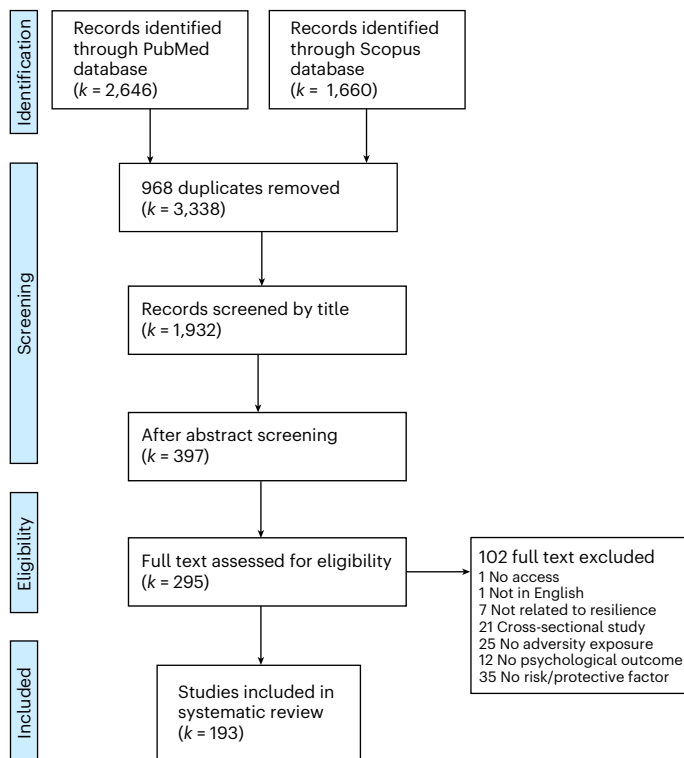 Identification
Records identified
through PubMed
database
(k = 2,646)
Records identified
through Scopus
database
(k = 1,660)
Screening
968 duplicates removed
(k = 3,338)
Records screened by title
(k = 1,932)
After abstract screening
(k = 397)
Eligibility
Full text assessed for eligibility
(k = 295)
102 full text excluded
1 No access
1 Not in English
7 Not related to resilience
21 Cross-sectional study
25 No adversity exposure
12 No psychological outcome
35 No risk/protective factor
Included
Studies included in
systematic review
(k = 193)